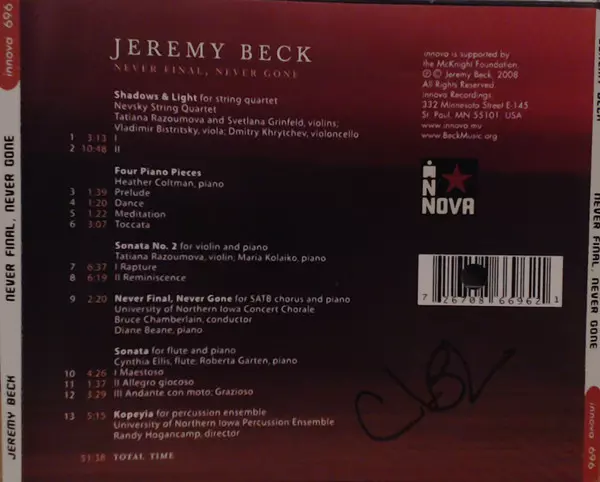 JEREMY BECK
NEVER FINAL, NEVER GONE
Shadows & Light for string quartet
Nevsky String Quartet
Tatiana Razoumova and Svetlana Grinfeld, violins;
Vladimir Bistritsky, viola; Dmitry Khrytchev, violoncello
1 3:13 I
2 10:48 II
Four Piano Pieces
Heather Coltman, piano
3 1:39 Prelude
4 1:20 Dance
5 1:22 Meditation
6 3:07 Toccata
Sonata No. 2 for violin and piano
Tatiana Razoumova, violin; Maria Kolaiko, piano
7 6:37 I Rapture
8 6:19 II Reminiscence
9 2:20 Never Final, Never Gone for SATB chorus and piano
University of Northern Iowa Concert Chorale
Bruce Chamberlain, conductor
Diane Beane, piano
Sonata for flute and piano
Cynthia Ellis, flute; Roberta Garten, piano
10 4:26 I Maestoso
11 1:37 II Allegro giocoso
12 3:29 III Andante con moto; Grazioso
13 5:15 Kopeyia for percussion ensemble
University of Northern Iowa Percussion Ensemble
Randy Hogancamp, director
51:38 TOTAL TIME
innova is supported by
the McKnight Foundation.
℗ © Jeremy Beck, 2008
All Rights Reserved.
innova Recordings,
332 Minnesota Street E-145
St. Paul, MN 55101 USA
www.innova.mu
www.BeckMusic.org
INNOVA
7 26708 66962 1
JEREMY BECK
NEVER FINAL, NEVER GONE
innova 696
JEREMY BECK
NEVER FINAL, NEVER GONE
innova 696